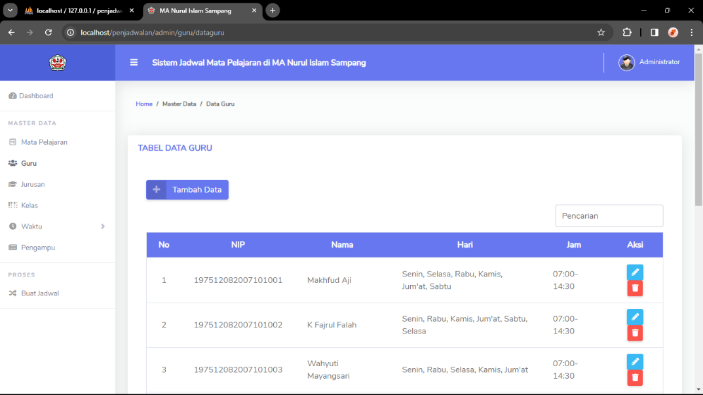 localhost / 127.0.0.1 / penjadw
MA Nurul Islam Sampang
localhost/penjadwalan/admin/guru/dataguru
Sistem Jadwal Mata Pelajaran di MA Nurul Islam Sampang
Administrator
Dashboard
MASTER DATA
Mata Pelajaran
Guru
Jurusan
Kelas
Waktu
Pengampu
PROSES
Buat Jadwal
Home / Master Data / Data Guru
TABEL DATA GURU
+ Tambah Data
Pencarian
No NIP Nama Hari Jam Aksi
1 197512082007101001 Makhfud Aji Senin, Selasa, Rabu, Kamis, 07:00-
Jum'at, Sabtu 14:30
2 197512082007101002 K Fajrul Falah Senin, Rabu, Kamis, Jum'at, Sabtu, 07:00-
Selasa 14:30
3 197512082007101003 Wahyuti Senin, Rabu, Selasa, Kamis, Jum'at 07:00-
Mayangsari 14:30